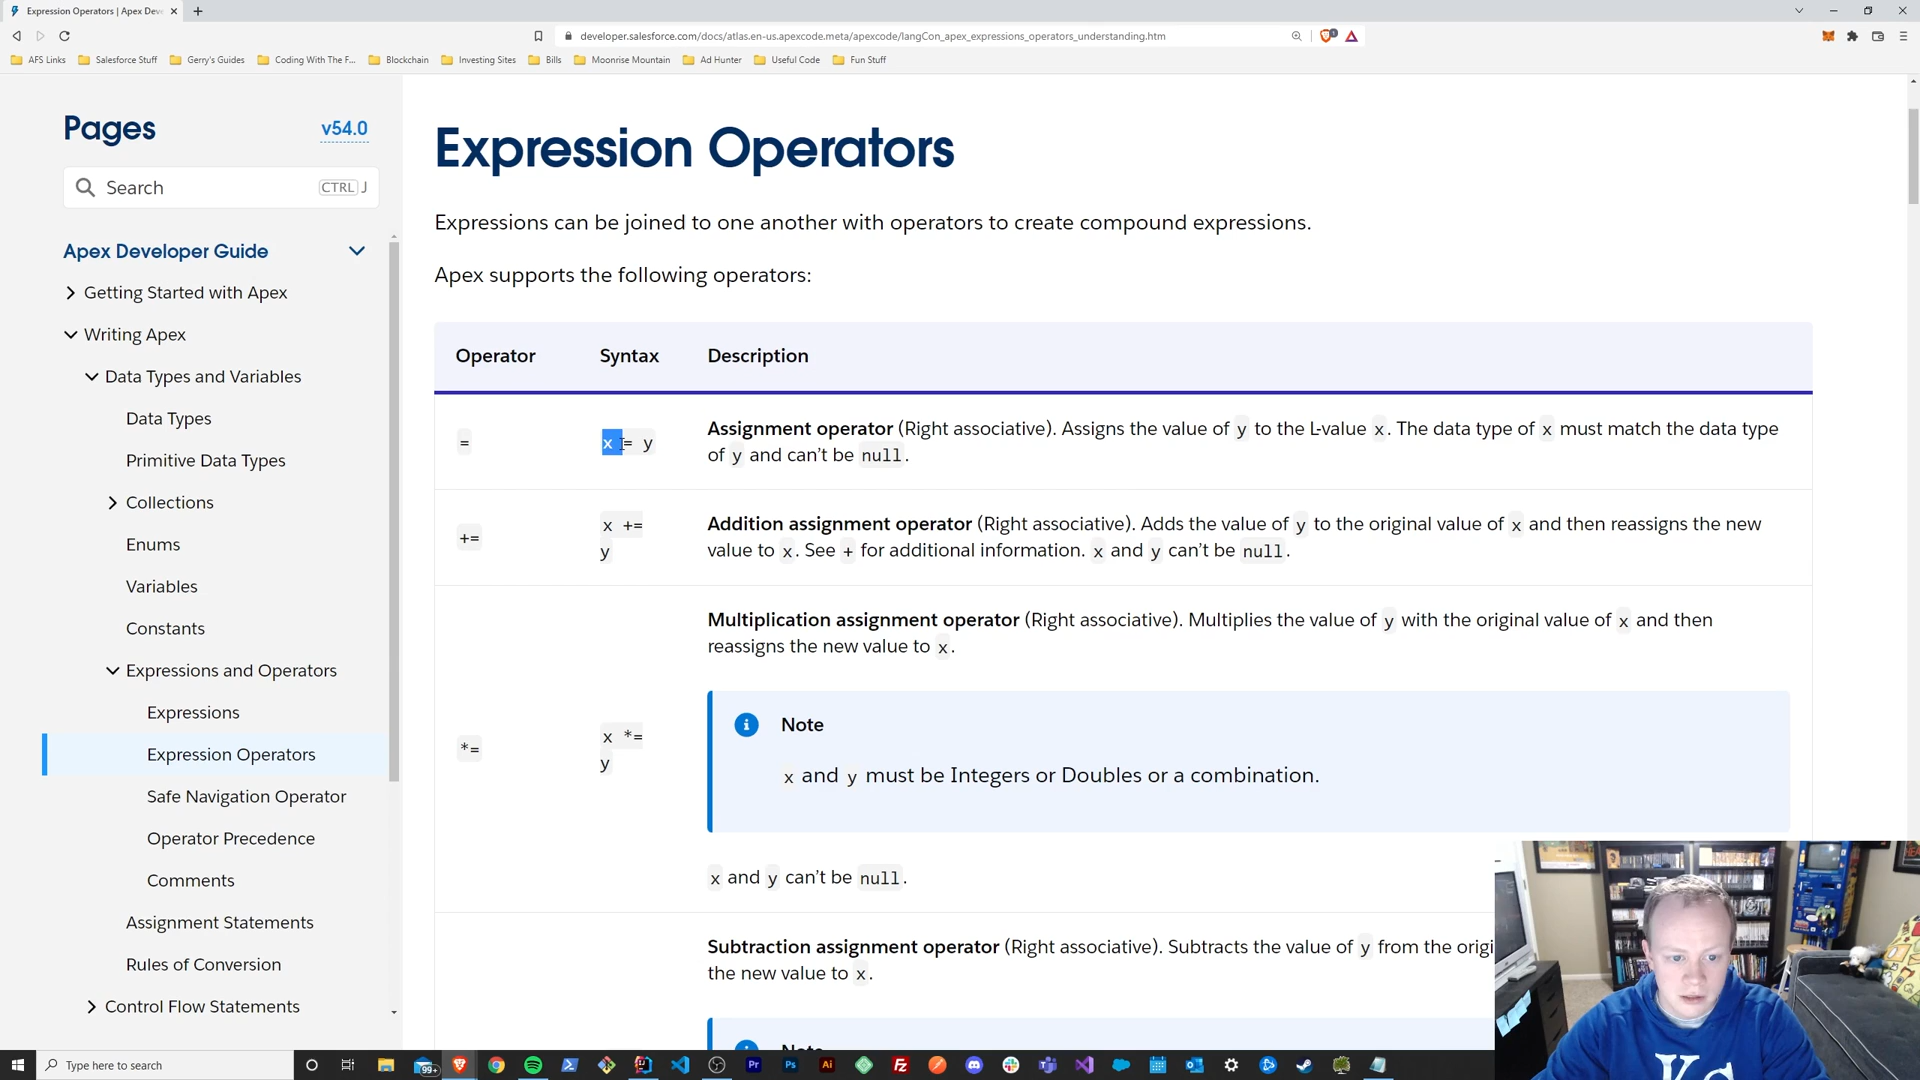 Expression Operators | Apex Dev
developer.salesforce.com/docs/atlas.en-us.apexcode.meta/apexcode/langCon_apex_expressions_operators_understanding.htm
AFS Links Salesforce Stuff Gerry's Guides Coding With The F... Blockchain Investing Sites Bills Moonrise Mountain Ad Hunter Useful Code Fun Stuff
Pages v54.0
Search CTRL J
Apex Developer Guide
Getting Started with Apex
Writing Apex
Data Types and Variables
Data Types
Primitive Data Types
Collections
Enums
Variables
Constants
Expressions and Operators
Expressions
Expression Operators
Safe Navigation Operator
Operator Precedence
Comments
Assignment Statements
Rules of Conversion
Control Flow Statements
Expression Operators
Expressions can be joined to one another with operators to create compound expressions.
Apex supports the following operators:
Operator Syntax Description
= x = y Assignment operator (Right associative). Assigns the value of y to the L-value x. The data type of x must match the data type
of y and can't be null.
+= x += y Addition assignment operator (Right associative). Adds the value of y to the original value of x and then reassigns the new
value to x. See + for additional information. x and y can't be null.
*= x *= y Multiplication assignment operator (Right associative). Multiplies the value of y with the original value of x and then
reassigns the new value to x.
Note
x and y must be Integers or Doubles or a combination.
x and y can't be null.
Subtraction assignment operator (Right associative). Subtracts the value of y from the origi
the new value to x.
Type here to search
99+
Pr Ps Ai Fz
KC